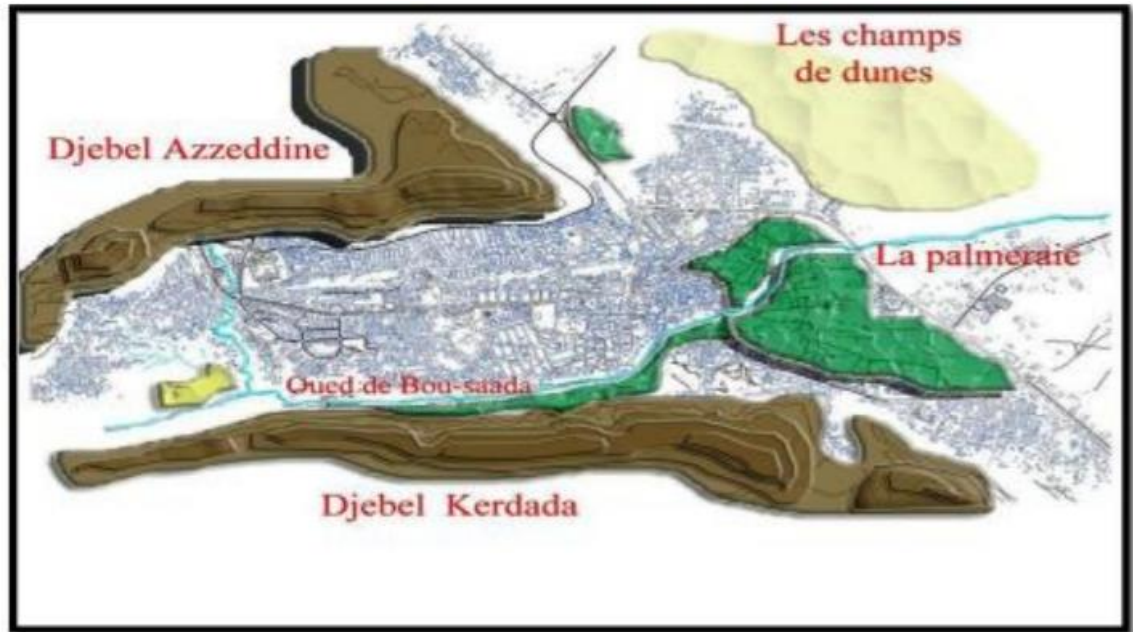 Les champs
de dunes
Djebel Azzeddine
La palmeraie
Oued de Bou-saada
Djebel Kerdada